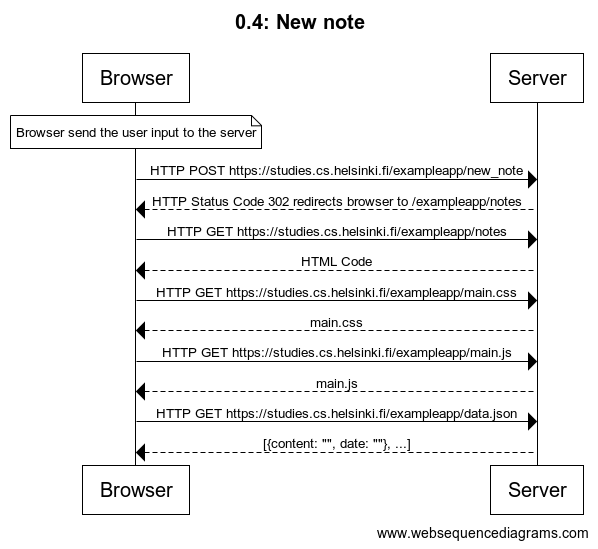 0.4: New note
Browser
Server
Browser send the user input to the server
HTTP POST https://studies.cs.helsinki.fi/exampleapp/new_note
HTTP Status Code 302 redirects browser to /exampleapp/notes
HTTP GET https://studies.cs.helsinki.fi/exampleapp/notes
HTML Code
HTTP GET https://studies.cs.helsinki.fi/exampleapp/main.css
main.css
HTTP GET https://studies.cs.helsinki.fi/exampleapp/main.js
main.js
HTTP GET https://studies.cs.helsinki.fi/exampleapp/data.json
[{content: "", date: ""}, ...]
Browser
Server
www.websequencediagrams.com